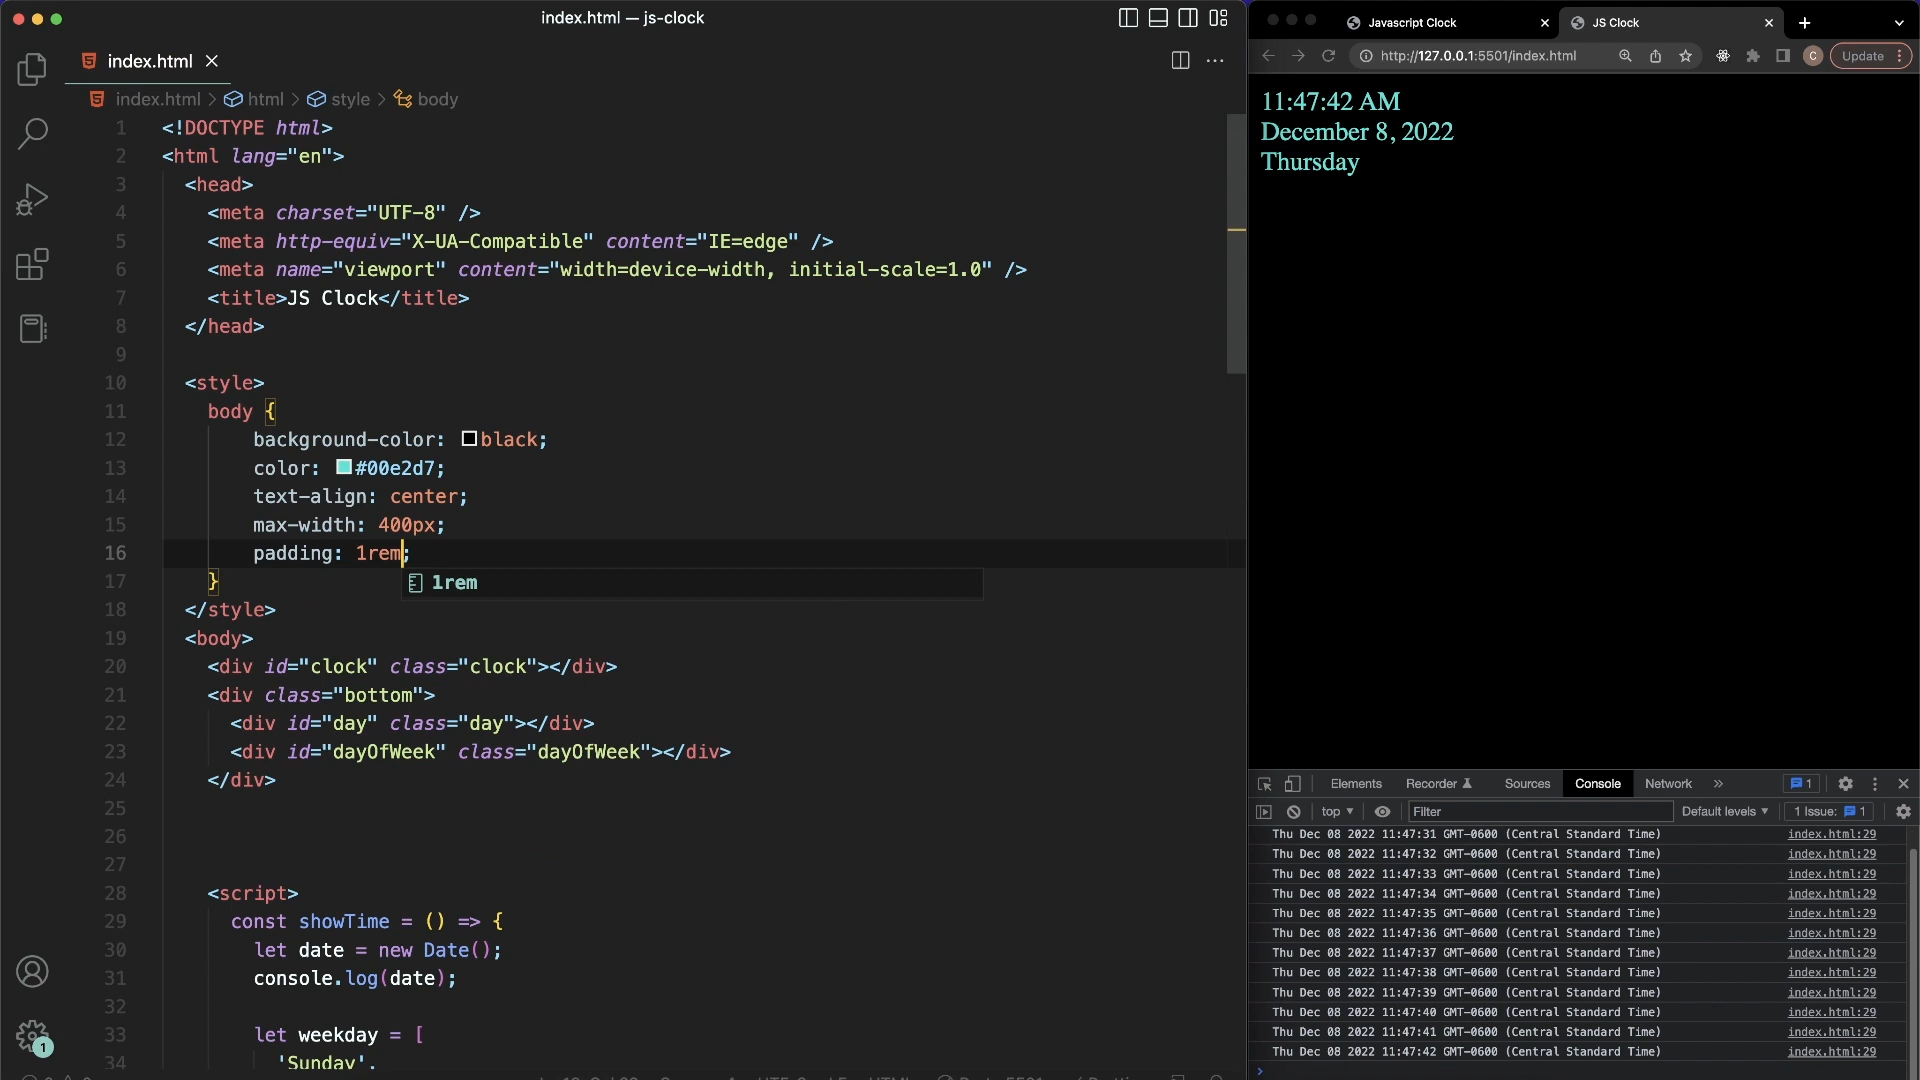 index.html — js-clock
index.html
index.html > html > style > body
1 <!DOCTYPE html>
2 <html lang="en">
3 <head>
4 <meta charset="UTF-8" />
5 <meta http-equiv="X-UA-Compatible" content="IE=edge" />
6 <meta name="viewport" content="width=device-width, initial-scale=1.0" />
7 <title>JS Clock</title>
8 </head>
9
10 <style>
11 body {
12 background-color: black;
13 color: #00e2d7;
14 text-align: center;
15 max-width: 400px;
16 padding: 1rem;
1rem
17 }
18 </style>
19 <body>
20 <div id="clock" class="clock"></div>
21 <div class="bottom">
22 <div id="day" class="day"></div>
23 <div id="dayOfWeek" class="dayOfWeek"></div>
24 </div>
25
26
27
28 <script>
29 const showTime = () => {
30 let date = new Date();
31 console.log(date);
32
33 let weekday = [
34 'Sunday',
1
Javascript Clock
JS Clock
http://127.0.0.1:5501/index.html
C
Update
11:47:42 AM
December 8, 2022
Thursday
Elements Recorder Sources Console Network » 1
top Filter Default levels 1 Issue: 1
Thu Dec 08 2022 11:47:31 GMT-0600 (Central Standard Time) index.html:29
Thu Dec 08 2022 11:47:32 GMT-0600 (Central Standard Time) index.html:29
Thu Dec 08 2022 11:47:33 GMT-0600 (Central Standard Time) index.html:29
Thu Dec 08 2022 11:47:34 GMT-0600 (Central Standard Time) index.html:29
Thu Dec 08 2022 11:47:35 GMT-0600 (Central Standard Time) index.html:29
Thu Dec 08 2022 11:47:36 GMT-0600 (Central Standard Time) index.html:29
Thu Dec 08 2022 11:47:37 GMT-0600 (Central Standard Time) index.html:29
Thu Dec 08 2022 11:47:38 GMT-0600 (Central Standard Time) index.html:29
Thu Dec 08 2022 11:47:39 GMT-0600 (Central Standard Time) index.html:29
Thu Dec 08 2022 11:47:40 GMT-0600 (Central Standard Time) index.html:29
Thu Dec 08 2022 11:47:41 GMT-0600 (Central Standard Time) index.html:29
Thu Dec 08 2022 11:47:42 GMT-0600 (Central Standard Time) index.html:29